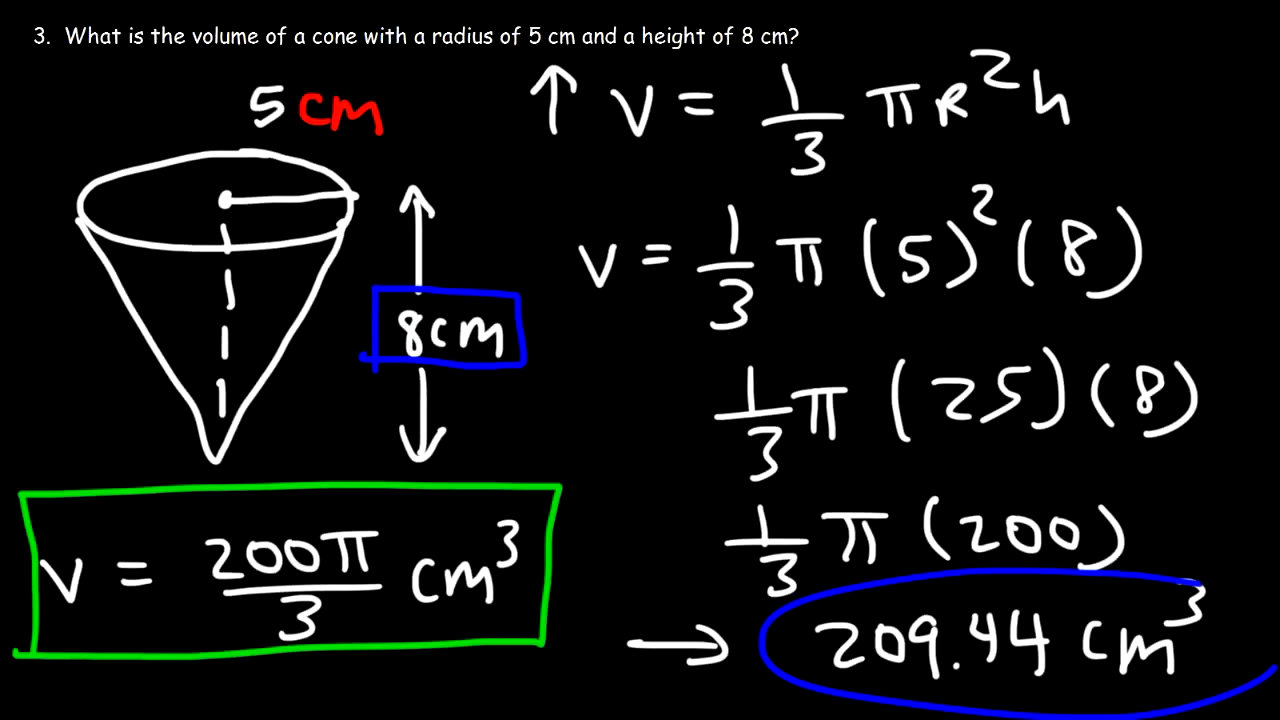 3. What is the volume of a cone with a radius of 5 cm and a height of 8 cm?
5 cm
↑ V = 1/3 πR²h
V = 1/3 π (5)² (8)
8cm
1/3 π (25) (8)
1/3 π (200)
V = 200π/3 cm³
→ 209.44 cm³